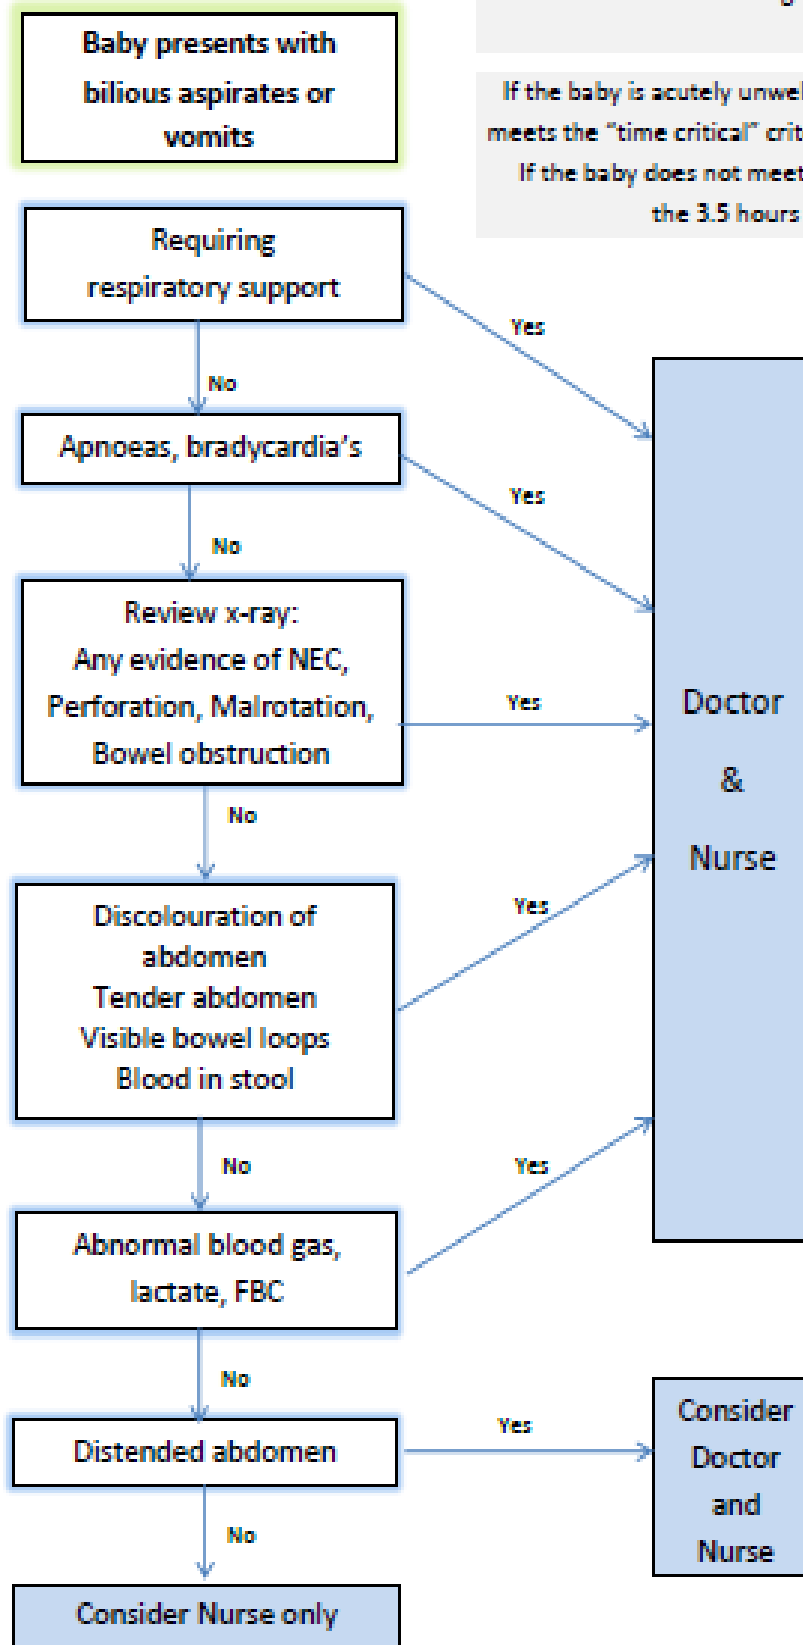 Baby presents with
bilious aspirates or
vomits
If the baby is acutely
meets the "time critical"
If the baby does not meet
the 3.5 hours
Requiring
respiratory support
Yes
No
Apnoeas, bradycardia's
Yes
No
Review x-ray:
Any evidence of NEC,
Perforation, Malrotation,
Bowel obstruction
Yes
No
Doctor
&
Nurse
Discolouration of
abdomen
Tender abdomen
Visible bowel loops
Blood in stool
Yes
No
Abnormal blood gas,
lactate, FBC
Yes
No
Distended abdomen
Yes
Consider
Doctor
and
Nurse
No
Consider Nurse only